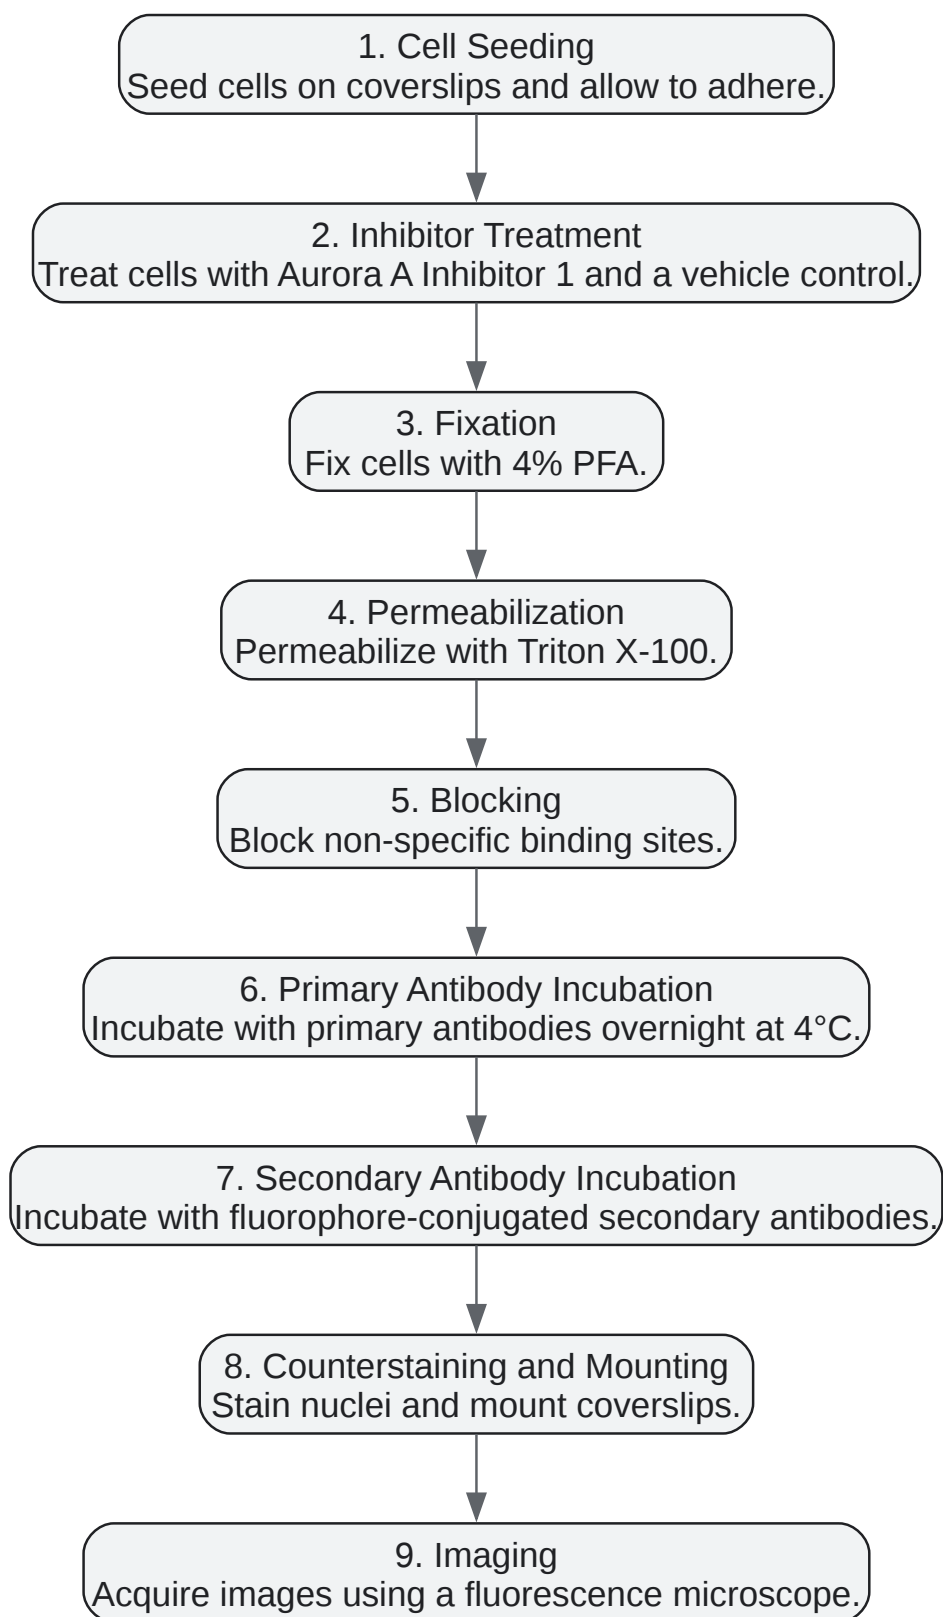 1. Cell Seeding
Seed cells on coverslips and allow to adhere.
2. Inhibitor Treatment
Treat cells with Aurora A Inhibitor 1 and a vehicle control.
3. Fixation
Fix cells with 4% PFA.
4. Permeabilization
Permeabilize with Triton X-100.
5. Blocking
Block non-specific binding sites.
6. Primary Antibody Incubation
Incubate with primary antibodies overnight at 4°C.
7. Secondary Antibody Incubation
Incubate with fluorophore-conjugated secondary antibodies.
8. Counterstaining and Mounting
Stain nuclei and mount coverslips.
9. Imaging
Acquire images using a fluorescence microscope.